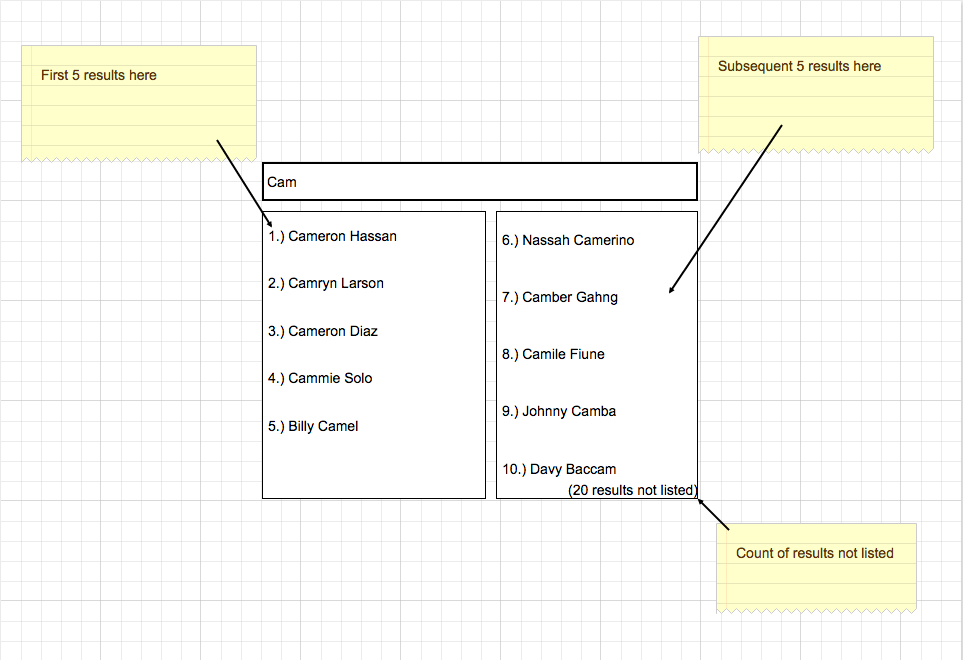 First 5 results here
Subsequent 5 results here
Cam
1.) Cameron Hassan
2.) Camryn Larson
3.) Cameron Diaz
4.) Cammie Solo
5.) Billy Camel
6.) Nassah Camerino
7.) Camber Gahng
8.) Camile Fiune
9.) Johnny Camba
10.) Davy Baccam
(20 results not listed)
Count of results not listed